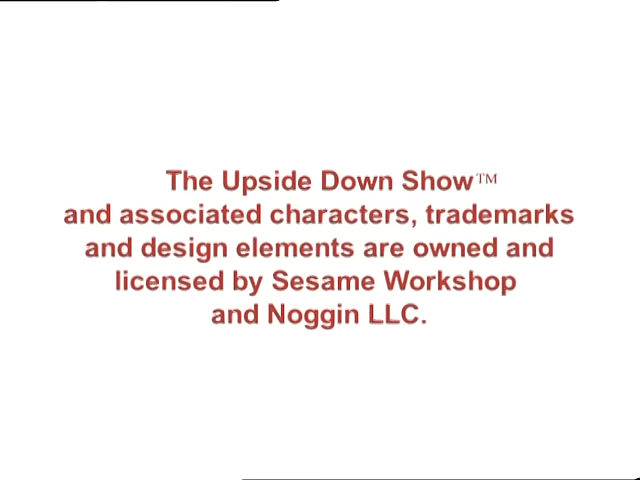 The Upside Down Show™
and associated characters, trademarks
and design elements are owned and
licensed by Sesame Workshop
and Noggin LLC.